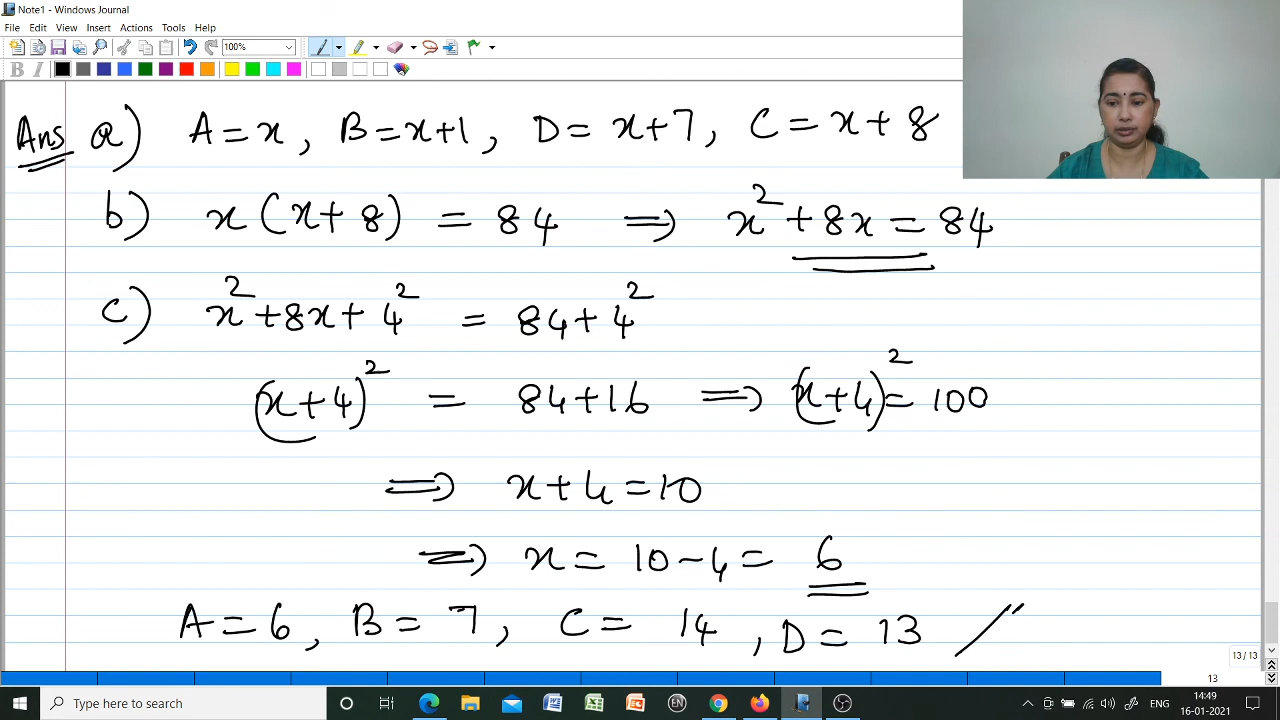 Note1 - Windows Journal
File Edit View Insert Actions Tools Help
100%
B I
Ans a) A = x , B = x+1 , D = x+7 , C = x+8
b) x (x+8) = 84 ⟹ x² + 8x = 84
c) x² + 8x + 4² = 84 + 4²
(x+4)² = 84+16 ⟹ (x+4)² = 100
⟹ x+4 = 10
⟹ x = 10 - 4 = 6
A = 6 , B = 7 , C = 14 , D = 13 //
13 / 13
13
Type here to search
EN
ENG
14:49
16-01-2021